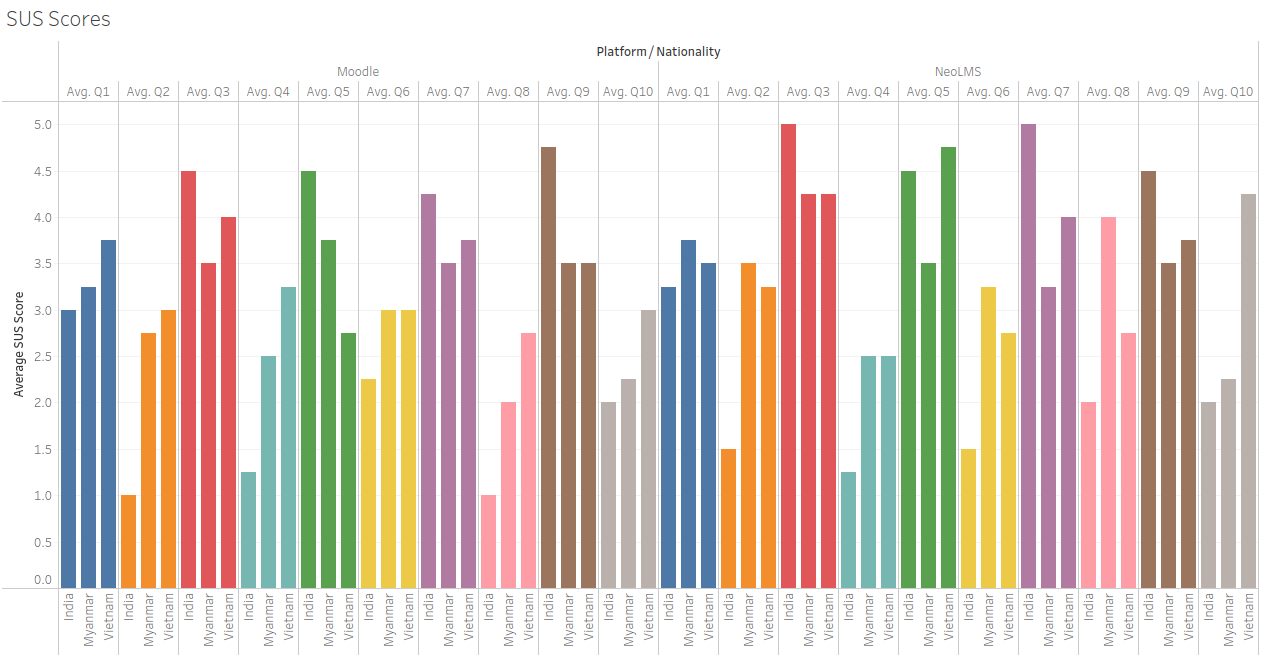 SUS Scores
Platform / Nationality
Moodle NeoLMS
Avg. Q1 Avg. Q2 Avg. Q3 Avg. Q4 Avg. Q5 Avg. Q6 Avg. Q7 Avg. Q8 Avg. Q9 Avg. Q10 Avg. Q1 Avg. Q2 Avg. Q3 Avg. Q4 Avg. Q5 Avg. Q6 Avg. Q7 Avg. Q8 Avg. Q9 Avg. Q10
Average SUS Score
5.0
4.5
4.0
3.5
3.0
2.5
2.0
1.5
1.0
0.5
0.0
India Myanmar Vietnam India Myanmar Vietnam India Myanmar Vietnam India Myanmar Vietnam India Myanmar Vietnam India Myanmar Vietnam India Myanmar Vietnam India Myanmar Vietnam India Myanmar Vietnam India Myanmar Vietnam India Myanmar Vietnam India Myanmar Vietnam India Myanmar Vietnam India Myanmar Vietnam India Myanmar Vietnam India Myanmar Vietnam India Myanmar Vietnam India Myanmar Vietnam India Myanmar Vietnam India Myanmar Vietnam